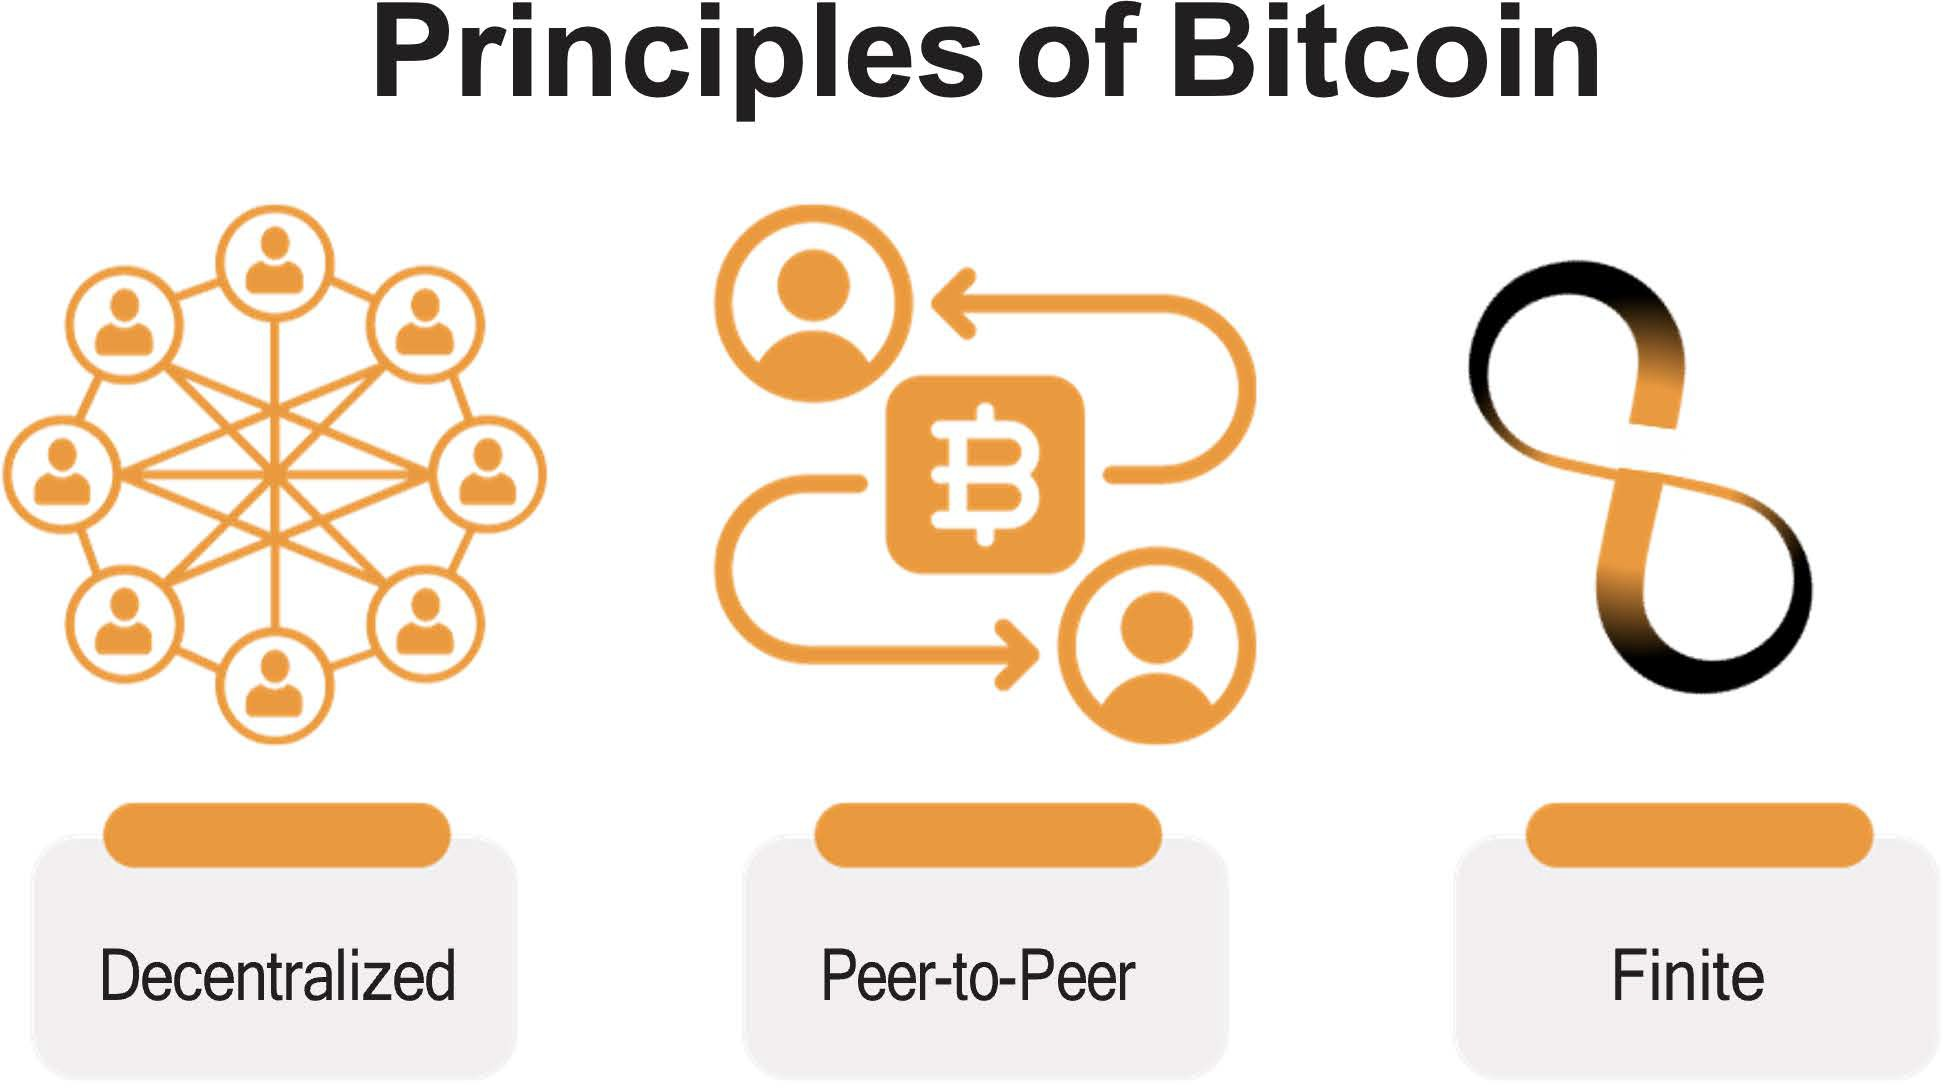 Principles of Bitcoin
Decentralized
Peer-to-Peer
Finite